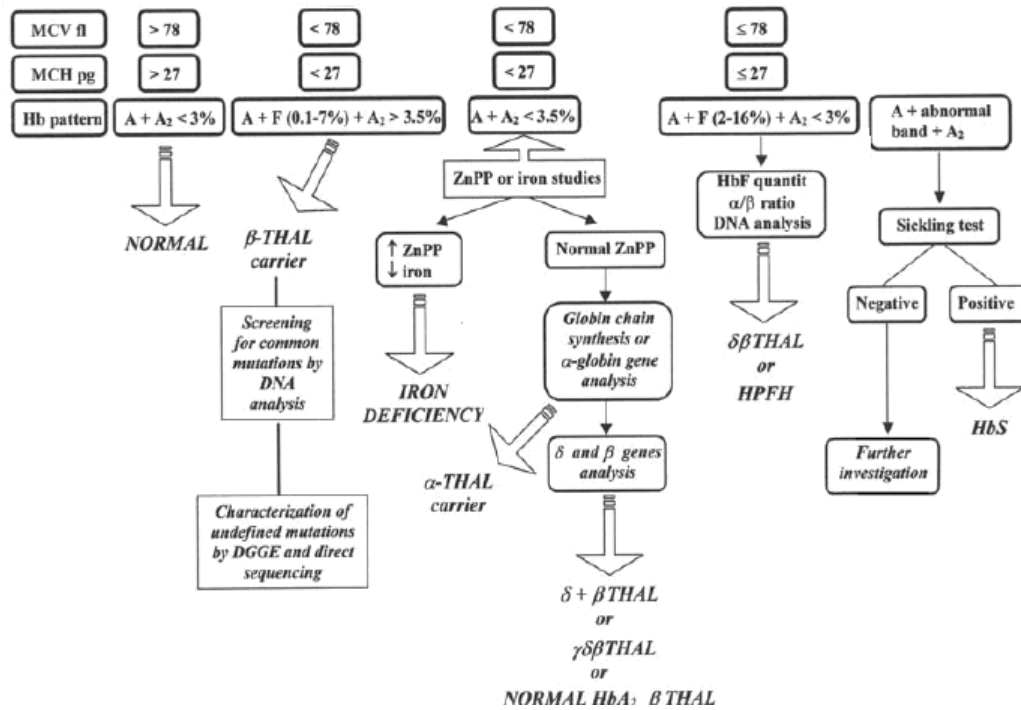 MCV fl
> 78
< 78
< 78
≤ 78
MCH pg
> 27
< 27
< 27
≤ 27
Hb pattern
A + A₂ < 3%
A + F (0.1-7%) + A₂ > 3.5%
A + A₂ < 3.5%
A + F (2-16%) + A₂ < 3%
A + abnormal
band + A₂
NORMAL
β-THAL
carrier
Screening
for common
mutations by
DNA
analysis
Characterization of
undefined mutations
by DGGE and direct
sequencing
ZnPP or iron studies
↑ ZnPP
↓ iron
IRON
DEFICIENCY
Normal ZnPP
Globin chain
synthesis or
α-globin gene
analysis
α-THAL
carrier
δ and β genes
analysis
δ + β THAL
or
γδβTHAL
or
NORMAL HbA₂ β THAL
HbF quantit
α/β ratio
DNA analysis
δβTHAL
or
HPFH
Sickling test
Negative
Positive
Further
investigation
HbS